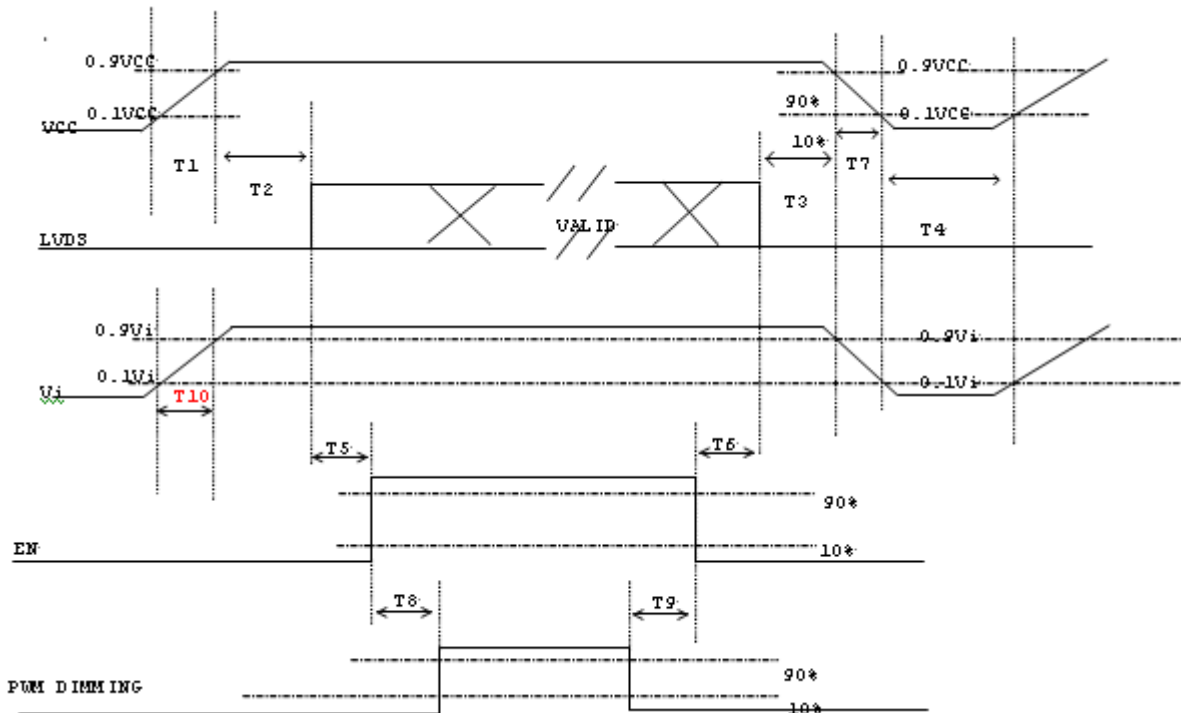 0.9VCC 0.9VCC
0.1VCC 90% 0.1VCC
VCC
10%
T1 T2 T3 T7
LVDS VALID T4
0.9Vi 0.9Vi
0.1Vi 0.1Vi
Vi T10
T5 T6
90%
EN 10%
T8 T9
90%
PWM DIMMING
10%